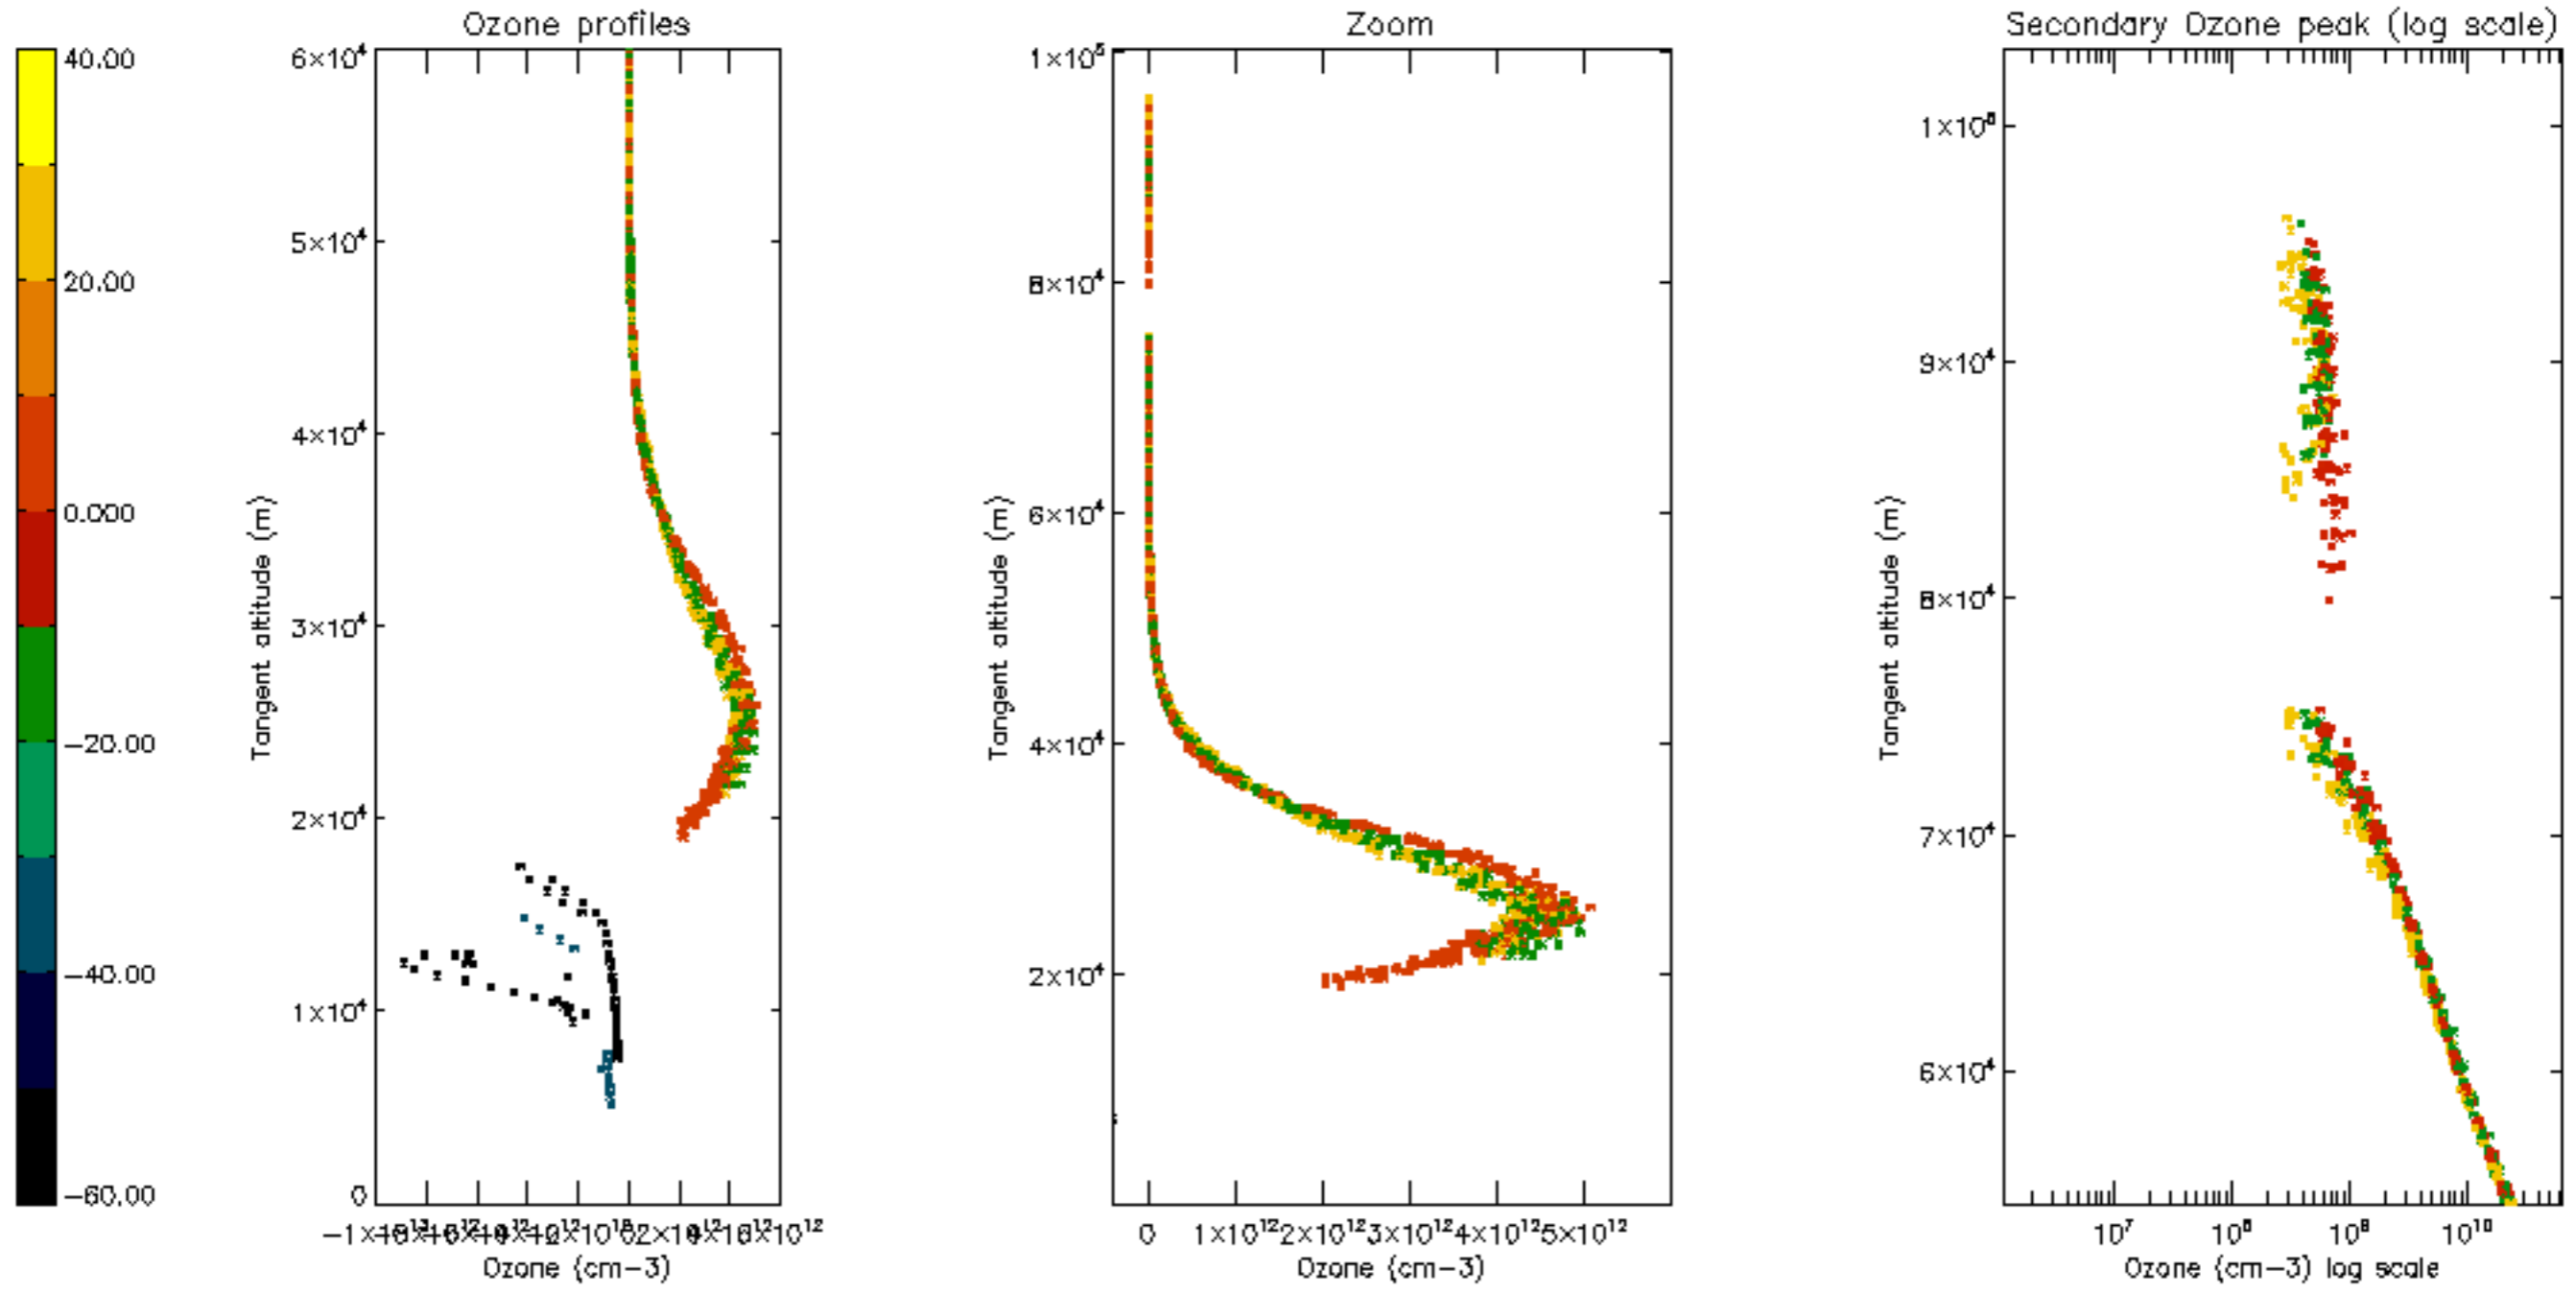 Ozone profiles
Zoom
Secondary Ozone peak (log scale)
40.00
20.00
0.000
−20.00
−40.00
−60.00
6×10⁴
5×10⁴
4×10⁴
3×10⁴
2×10⁴
1×10⁴
0
Tangent altitude (m)
6×10¹²
Ozone (cm−3)
1×10⁵
8×10⁴
6×10⁴
4×10⁴
2×10⁴
Tangent altitude (m)
0 1×10¹² 2×10¹² 3×10¹² 4×10¹² 5×10¹²
Ozone (cm−3)
1×10⁵
9×10⁴
8×10⁴
7×10⁴
6×10⁴
Tangent altitude (m)
10⁷ 10⁸ 10⁹ 10¹⁰
Ozone (cm−3) log scale